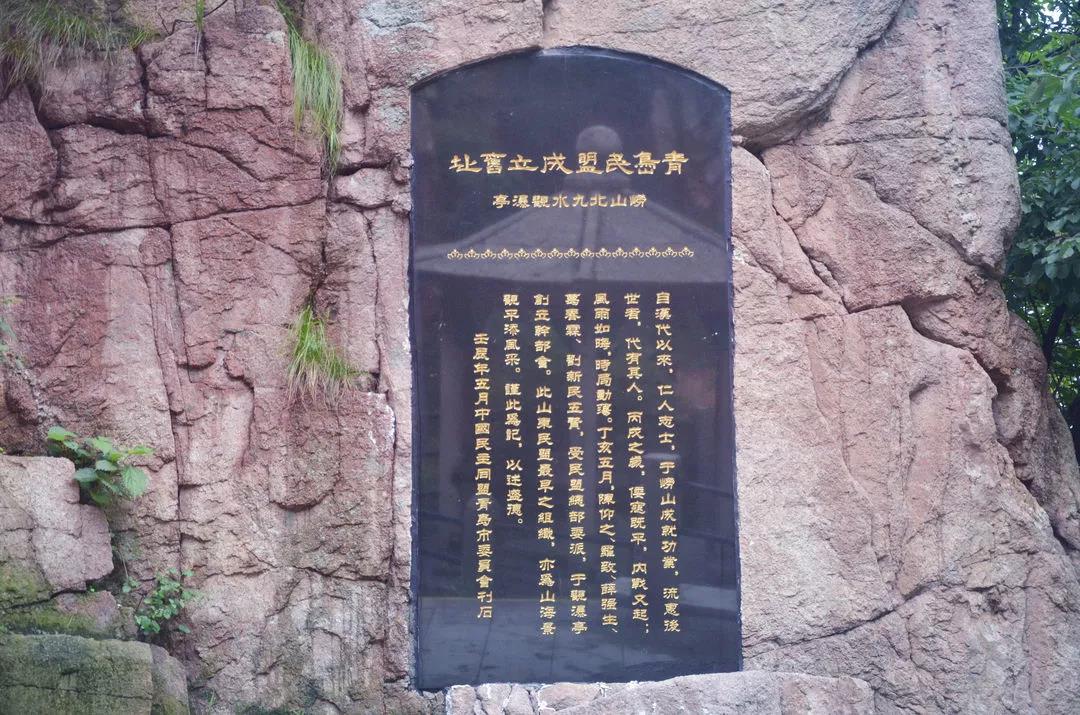 青島民盟成立舊址
嶗山北九水觀瀑亭
自漢代以來，仁人志士，于嶗山成就功業，流惠後
世者，代有其人。丙戌之歲，倭寇既平，内戰又起；
風雨如晦，時局動蕩。丁亥五月，陳仰之、羅致、薛强生、
萬春霖、劉新民五賢，受民盟總部委派，于觀瀑亭
創立幹部會。此山東民盟最早之組織，亦爲山海景
觀平添風采。謹此爲記，以述盛德。
壬辰年五月中國民主同盟青島市委員會刊石